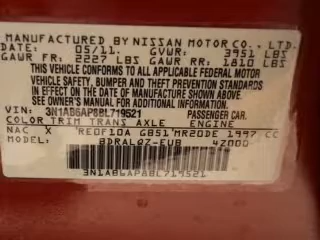 MANUFACTURED BY NISSAN MOTOR CO., LTD.
DATE: 05/11. GVWR: 3951 LBS
GAWR FR: 2227 LBS GAWR RR: 1810 LBS
THIS VEHICLE CONFORMS TO ALL APPLICABLE FEDERAL MOTOR
VEHICLE SAFETY, BUMPER, AND THEFT PREVENTION STANDARDS
IN EFFECT ON THE DATE OF MANUFACTURE SHOWN ABOVE.
*SEE OWNER'S MANUAL FOR ADDITIONAL INFORMATION
VIN: 3N1AB6AP8BL719521 PASSENGER CAR.
COLOR TRIM TRANS AXLE ENGINE
NAC X RE0F10A GB51 MR20DE 1997 CC
MODEL: BDRALQZ-EUB 4Z000
3N1AB6AP8BL719521